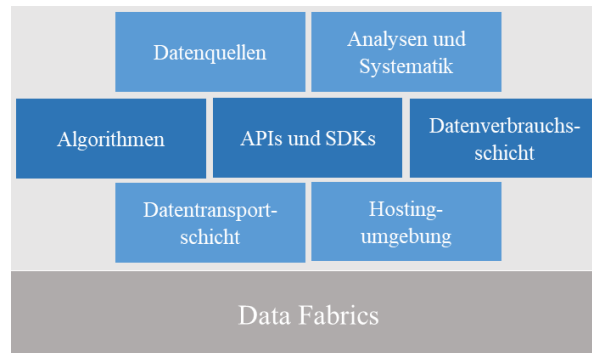 Datenquellen
Analysen und
Systematik
Algorithmen
APIs und SDKs
Datenverbrauchs-
schicht
Datentransport-
schicht
Hosting-
umgebung
Data Fabrics